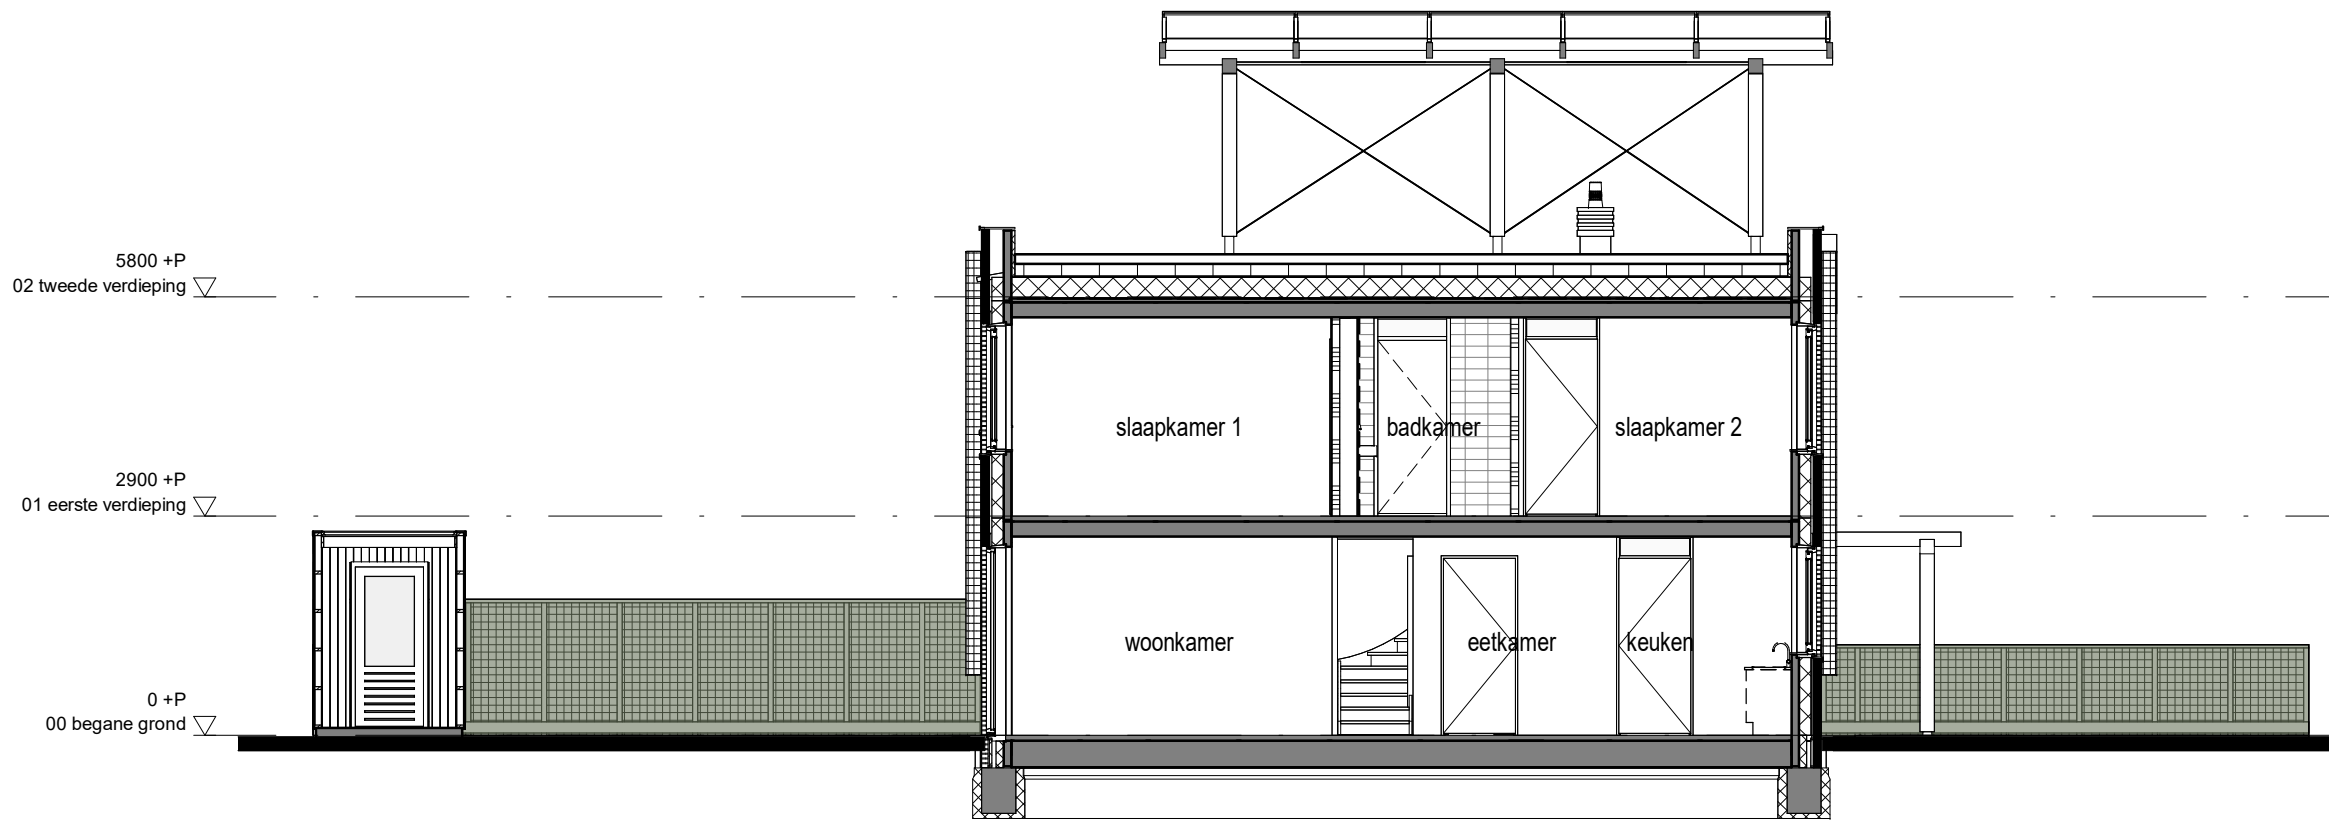 5800 +P
02 tweede verdieping
slaapkamer 1
badkamer
slaapkamer 2
2900 +P
01 eerste verdieping
woonkamer
eetkamer
keuken
0 +P
00 begane grond